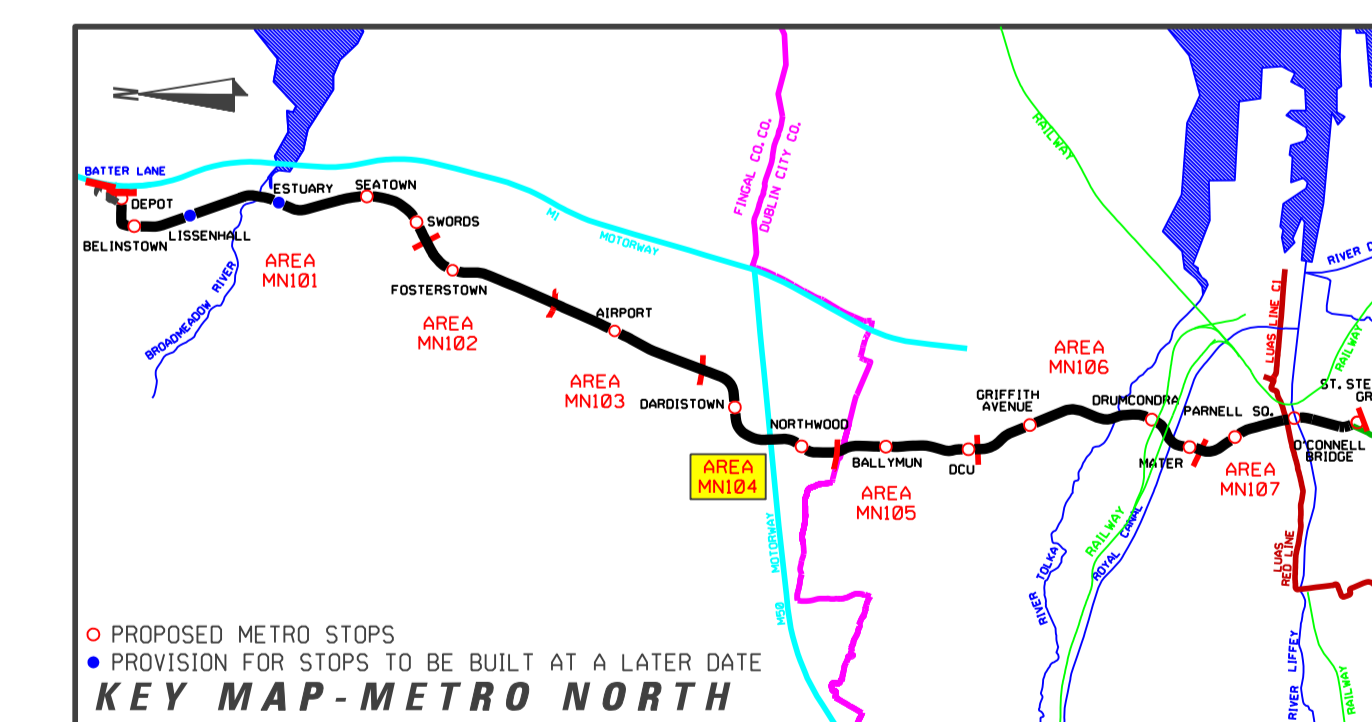 N
BATTER LANE
DEPOT
BELINSTOWN
LISSENHALL
ESTUARY
SEATOWN
SWORDS
BROADMEADOW RIVER
AREA
MN101
FOSTERSTOWN
AREA
MN102
M1
MOTORWAY
AIRPORT
AREA
MN103
DARDISTOWN
FINGAL CO.CO.
DUBLIN CITY CO.
NORTHWOOD
AREA
MN104
MOTORWAY
M50
BALLYMUN
AREA
MN105
DCU
GRIFFITH
AVENUE
RAILWAY
AREA
MN106
DRUMCONDRA
MATER
PARNELL SQ.
AREA
MN107
O'CONNELL
BRIDGE
LUAS LINE C1
RIVER D
RAILWAY
ST. STE
GR
LUAS
RED LINE
RIVER TOLKA
RAILWAY
ROYAL CANAL
RIVER LIFFEY
RAILWAY
PROPOSED METRO STOPS
PROVISION FOR STOPS TO BE BUILT AT A LATER DATE
KEY MAP-METRO NORTH